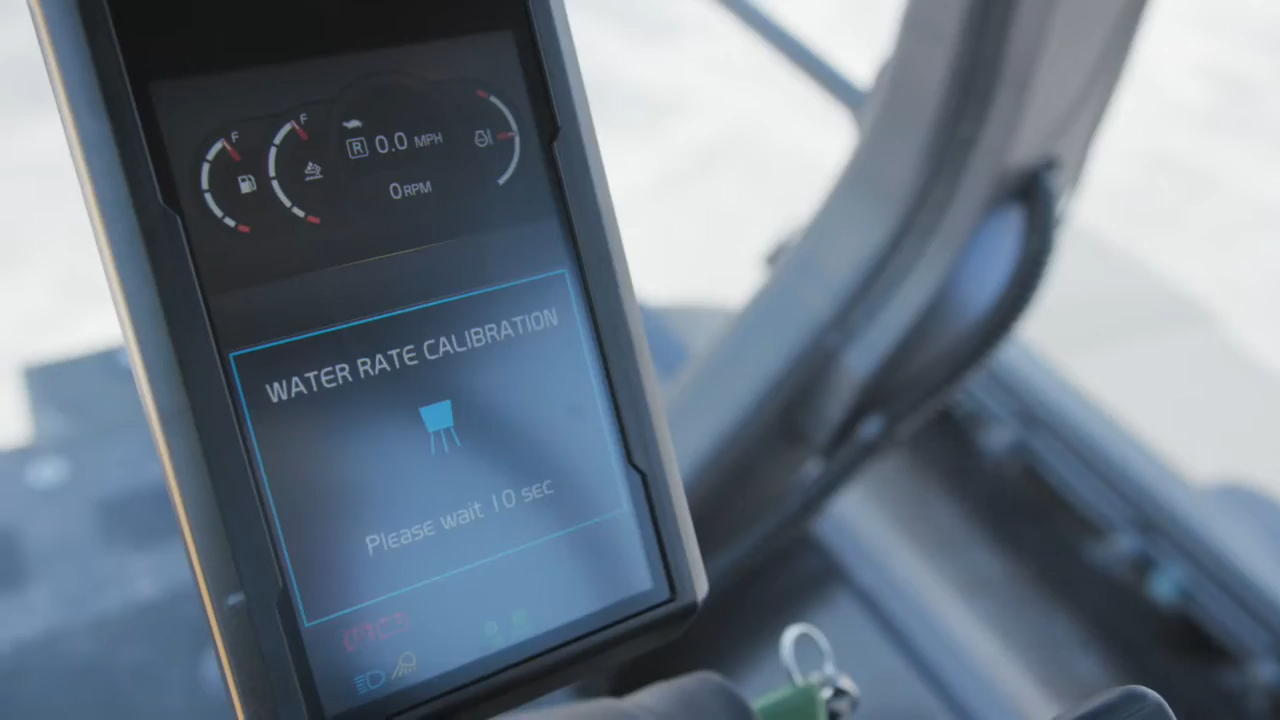 F
F
R 0.0 MPH
0 RPM
WATER RATE CALIBRATION
Please wait 10 sec